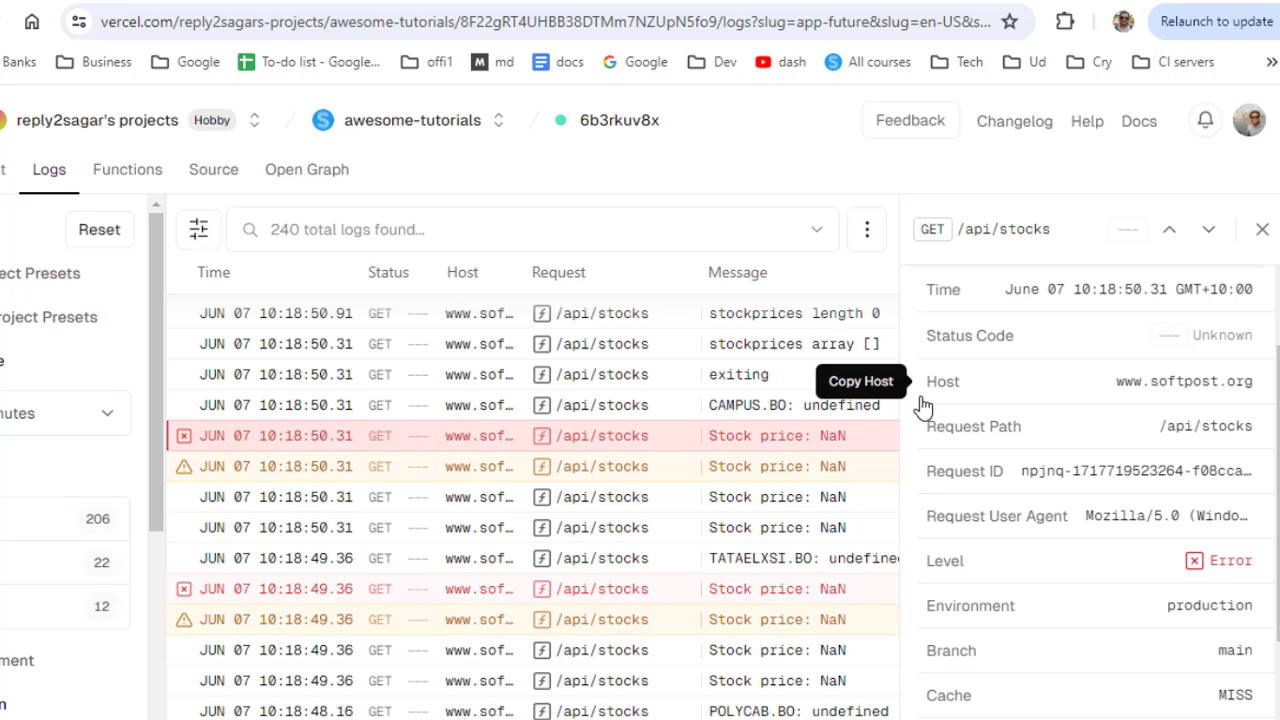 vercel.com/reply2sagars-projects/awesome-tutorials/8F22gRT4UHBB38DTMm7NZUpN5fo9/logs?slug=app-future&slug=en-US&s...
Relaunch to update
Banks Business Google To-do list - Google... offi1 md docs Google Dev dash All courses Tech Ud Cry CI servers »
reply2sagar's projects Hobby / awesome-tutorials / 6b3rkuv8x Feedback Changelog Help Docs
t Logs Functions Source Open Graph
Reset
240 total logs found...
GET /api/stocks ---
ect Presets
roject Presets
e
nutes
206
22
12
ment
n
Time Status Host Request Message
JUN 07 10:18:50.91 GET --- www.sof... /api/stocks stockprices length 0
JUN 07 10:18:50.31 GET --- www.sof... /api/stocks stockprices array []
JUN 07 10:18:50.31 GET --- www.sof... /api/stocks exiting
JUN 07 10:18:50.31 GET --- www.sof... /api/stocks CAMPUS.BO: undefined
JUN 07 10:18:50.31 GET --- www.sof... /api/stocks Stock price: NaN
JUN 07 10:18:50.31 GET --- www.sof... /api/stocks Stock price: NaN
JUN 07 10:18:50.31 GET --- www.sof... /api/stocks Stock price: NaN
JUN 07 10:18:50.31 GET --- www.sof... /api/stocks Stock price: NaN
JUN 07 10:18:49.36 GET --- www.sof... /api/stocks TATAELXSI.BO: undefine
JUN 07 10:18:49.36 GET --- www.sof... /api/stocks Stock price: NaN
JUN 07 10:18:49.36 GET --- www.sof... /api/stocks Stock price: NaN
JUN 07 10:18:49.36 GET --- www.sof... /api/stocks Stock price: NaN
JUN 07 10:18:49.36 GET --- www.sof... /api/stocks Stock price: NaN
JUN 07 10:18:48.16 GET --- www.sof... /api/stocks POLYCAB.BO: undefined
Copy Host
Time June 07 10:18:50.31 GMT+10:00
Status Code --- Unknown
Host www.softpost.org
Request Path /api/stocks
Request ID npjnq-1717719523264-f08cca...
Request User Agent Mozilla/5.0 (Windo...
Level Error
Environment production
Branch main
Cache MISS